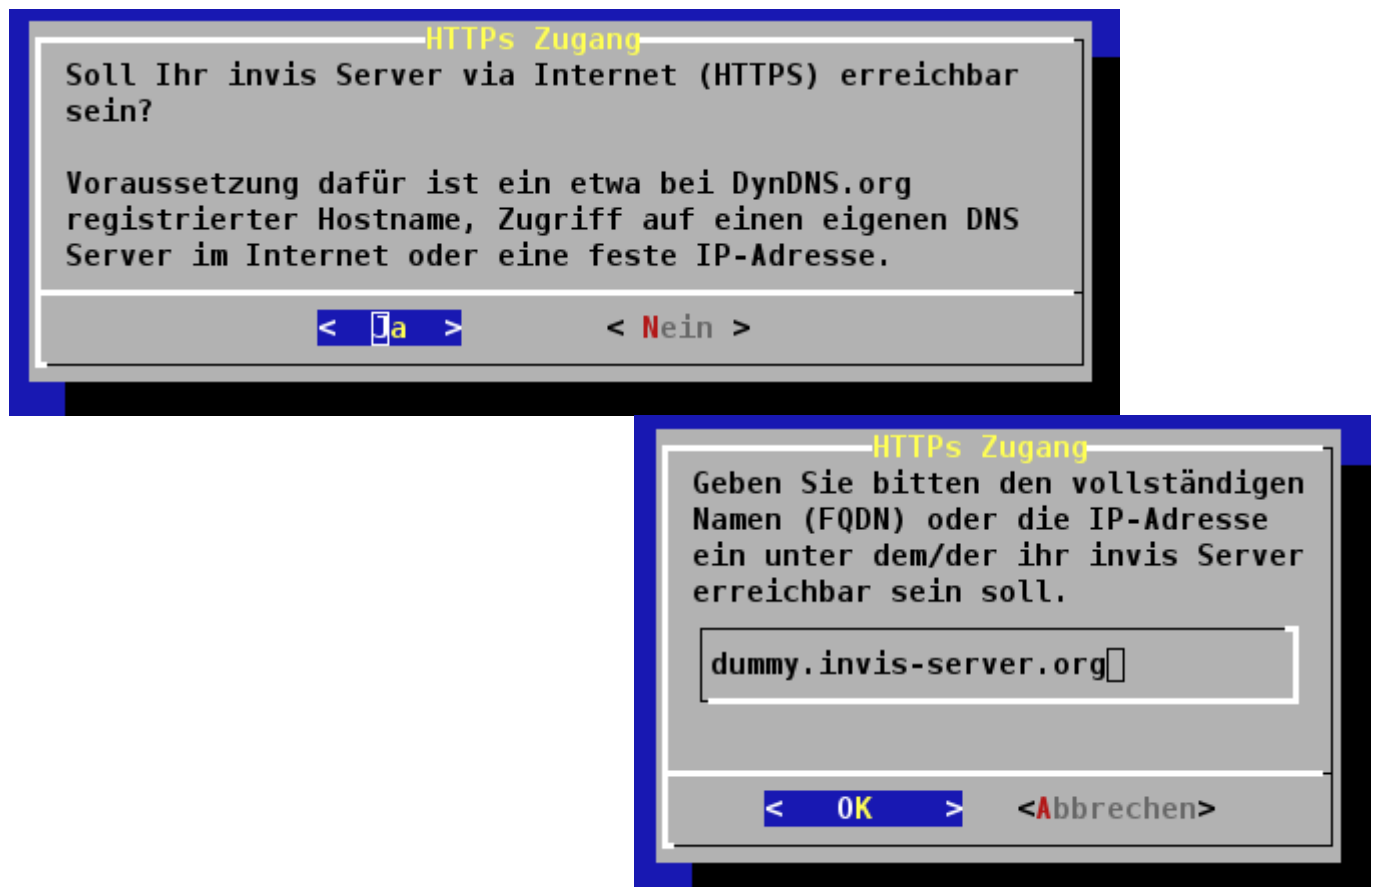 HTTPs Zugang
Soll Ihr invis Server via Internet (HTTPS) erreichbar
sein?
Voraussetzung dafür ist ein etwa bei DynDNS.org
registrierter Hostname, Zugriff auf einen eigenen DNS
Server im Internet oder eine feste IP-Adresse.
< Ja > < Nein >
HTTPs Zugang
Geben Sie bitten den vollständigen
Namen (FQDN) oder die IP-Adresse
ein unter dem/der ihr invis Server
erreichbar sein soll.
dummy.invis-server.org
< OK > <Abbrechen>